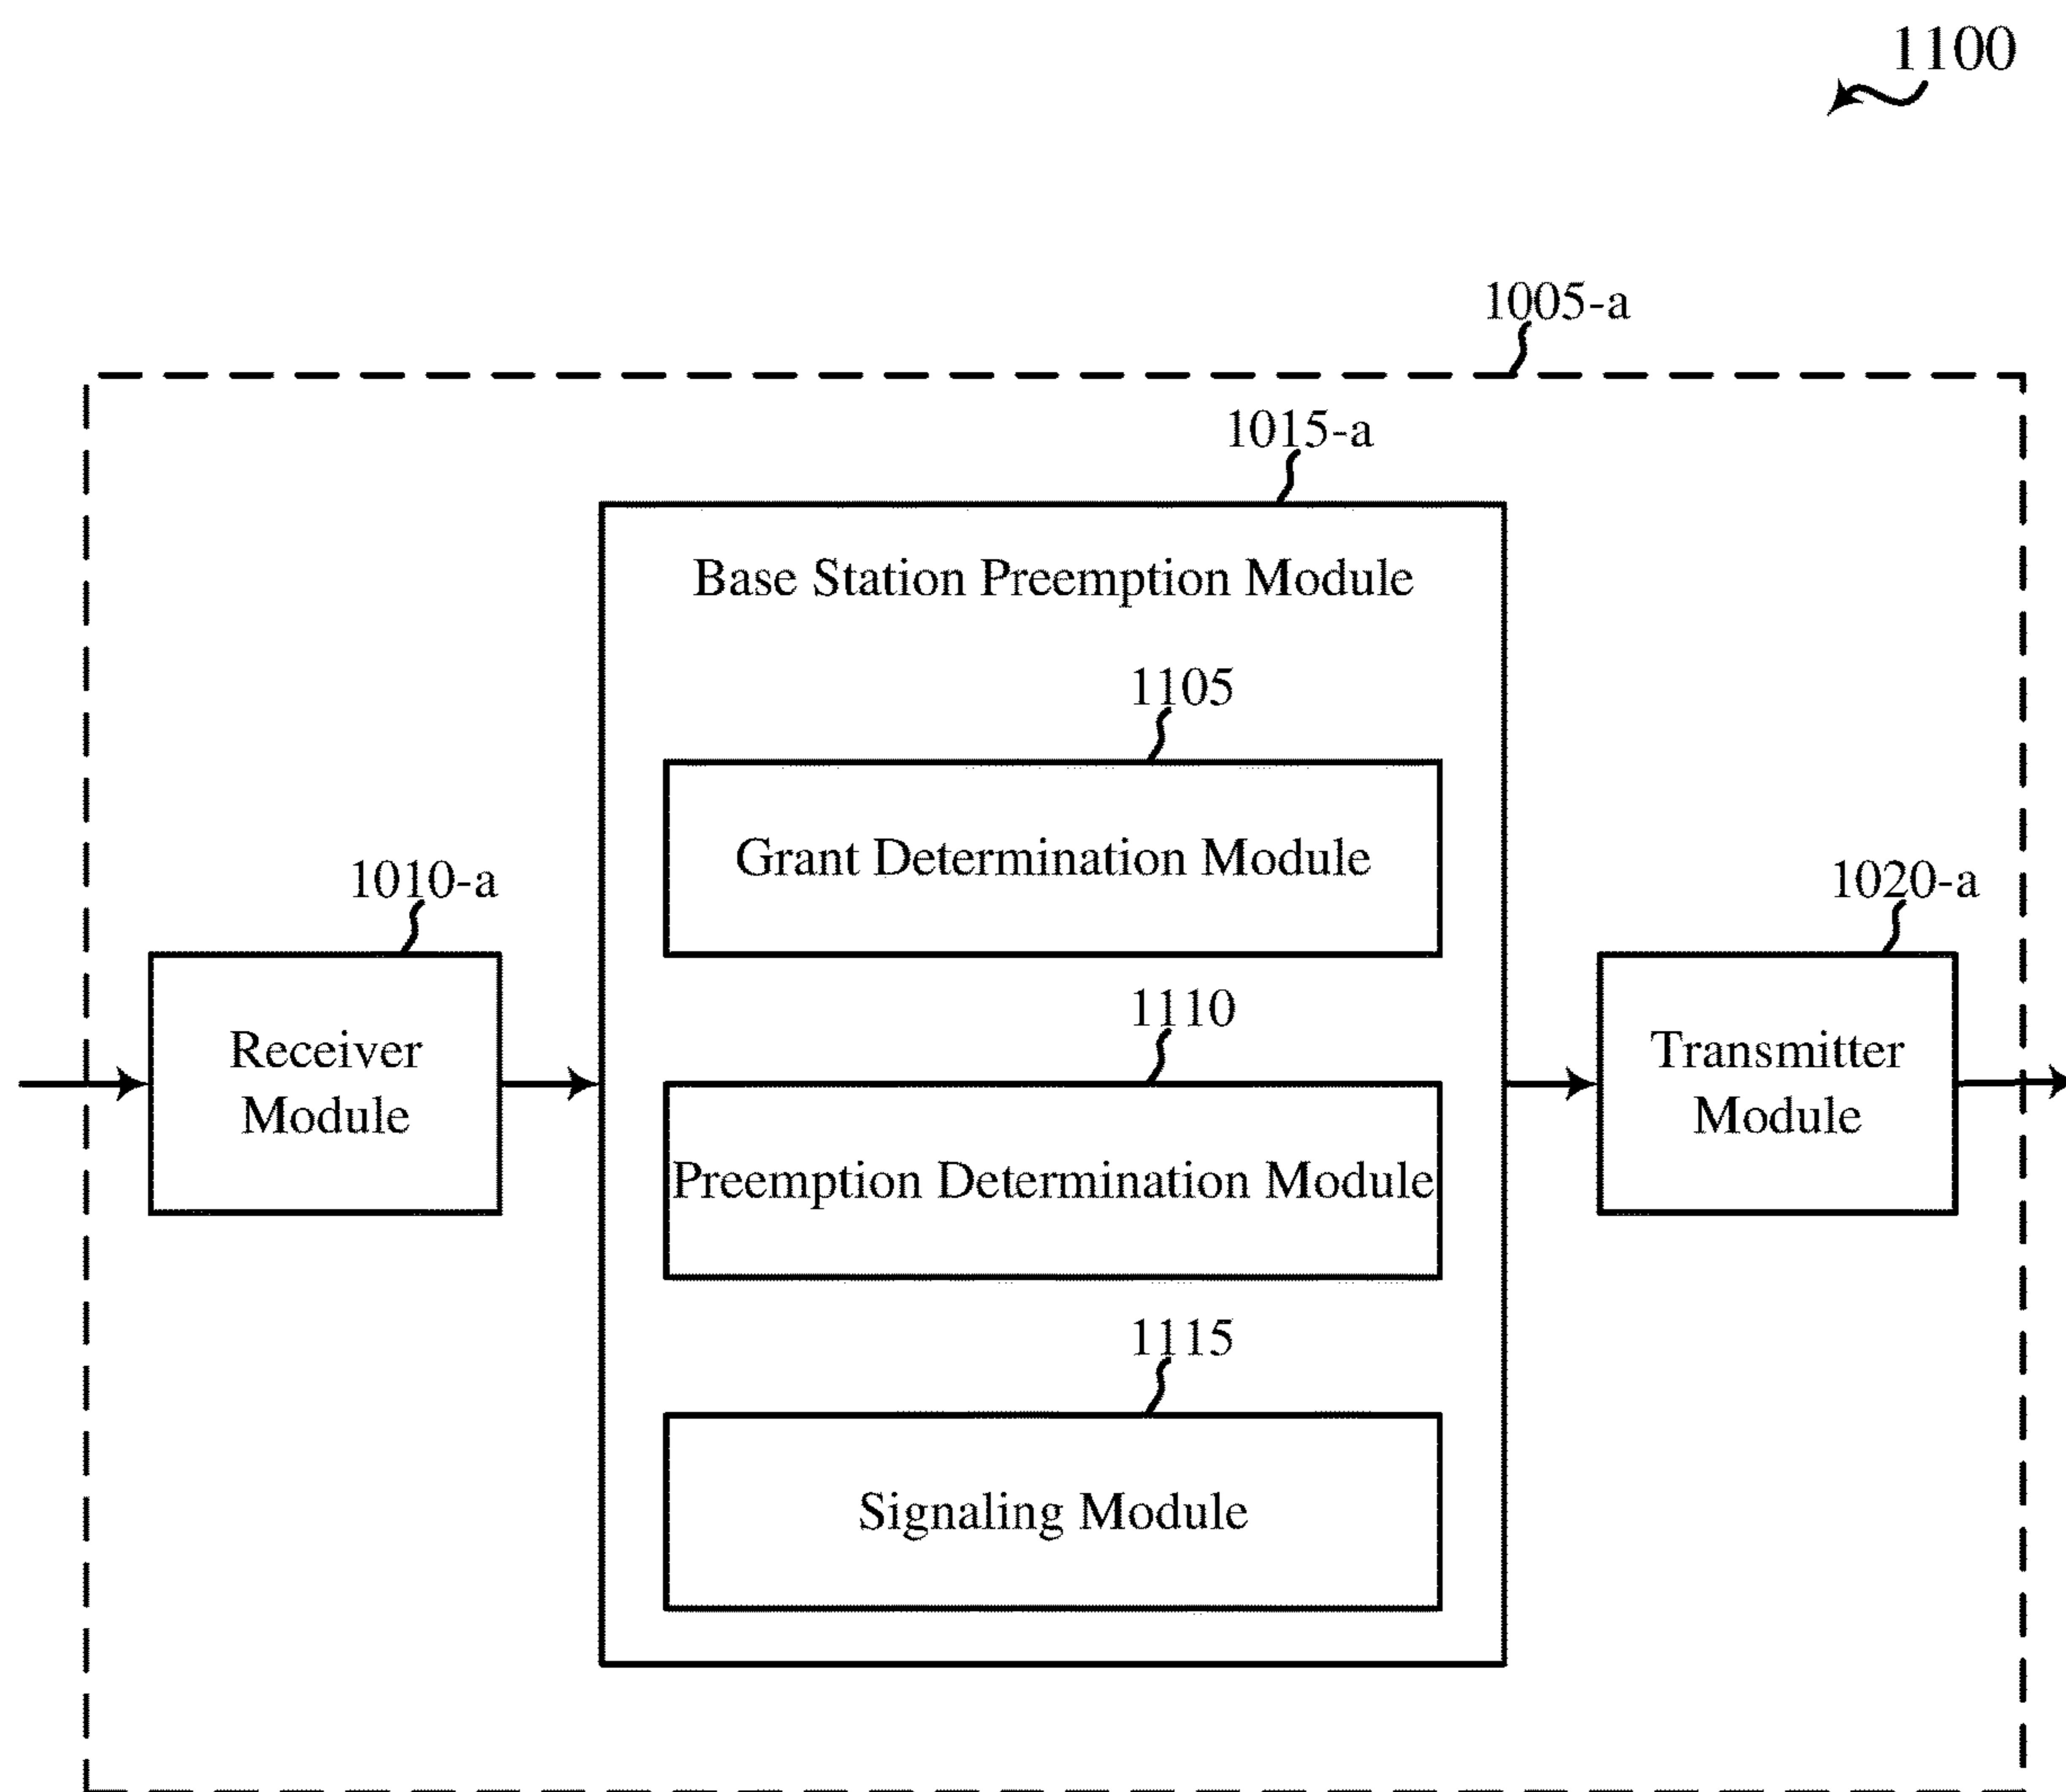 1100
1005-a
1015-a
Base Station Preemption Module
1105
Grant Determination Module
1010-a
Receiver
Module
1110
Preemption Determination Module
1115
Signaling Module
1020-a
Transmitter
Module